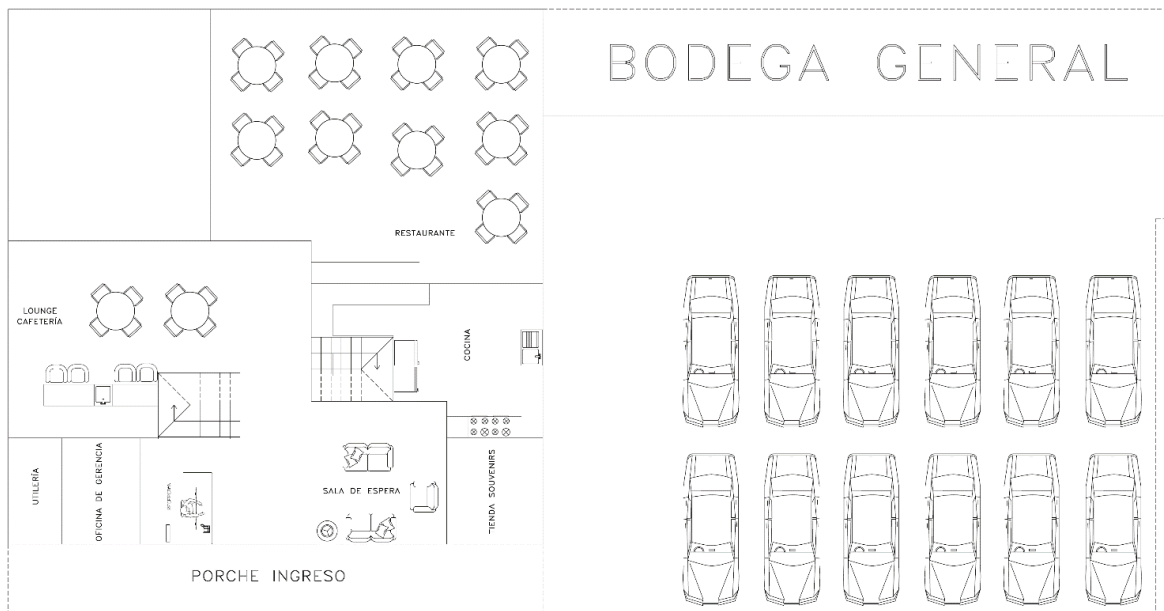 BODEGA GENERAL
RESTAURANTE
LOUNGE
CAFETERÍA
COCINA
UTILERÍA
OFICINA DE GERENCIA
SALA DE ESPERA
TIENDA SOUVENIRS
PORCHE INGRESO